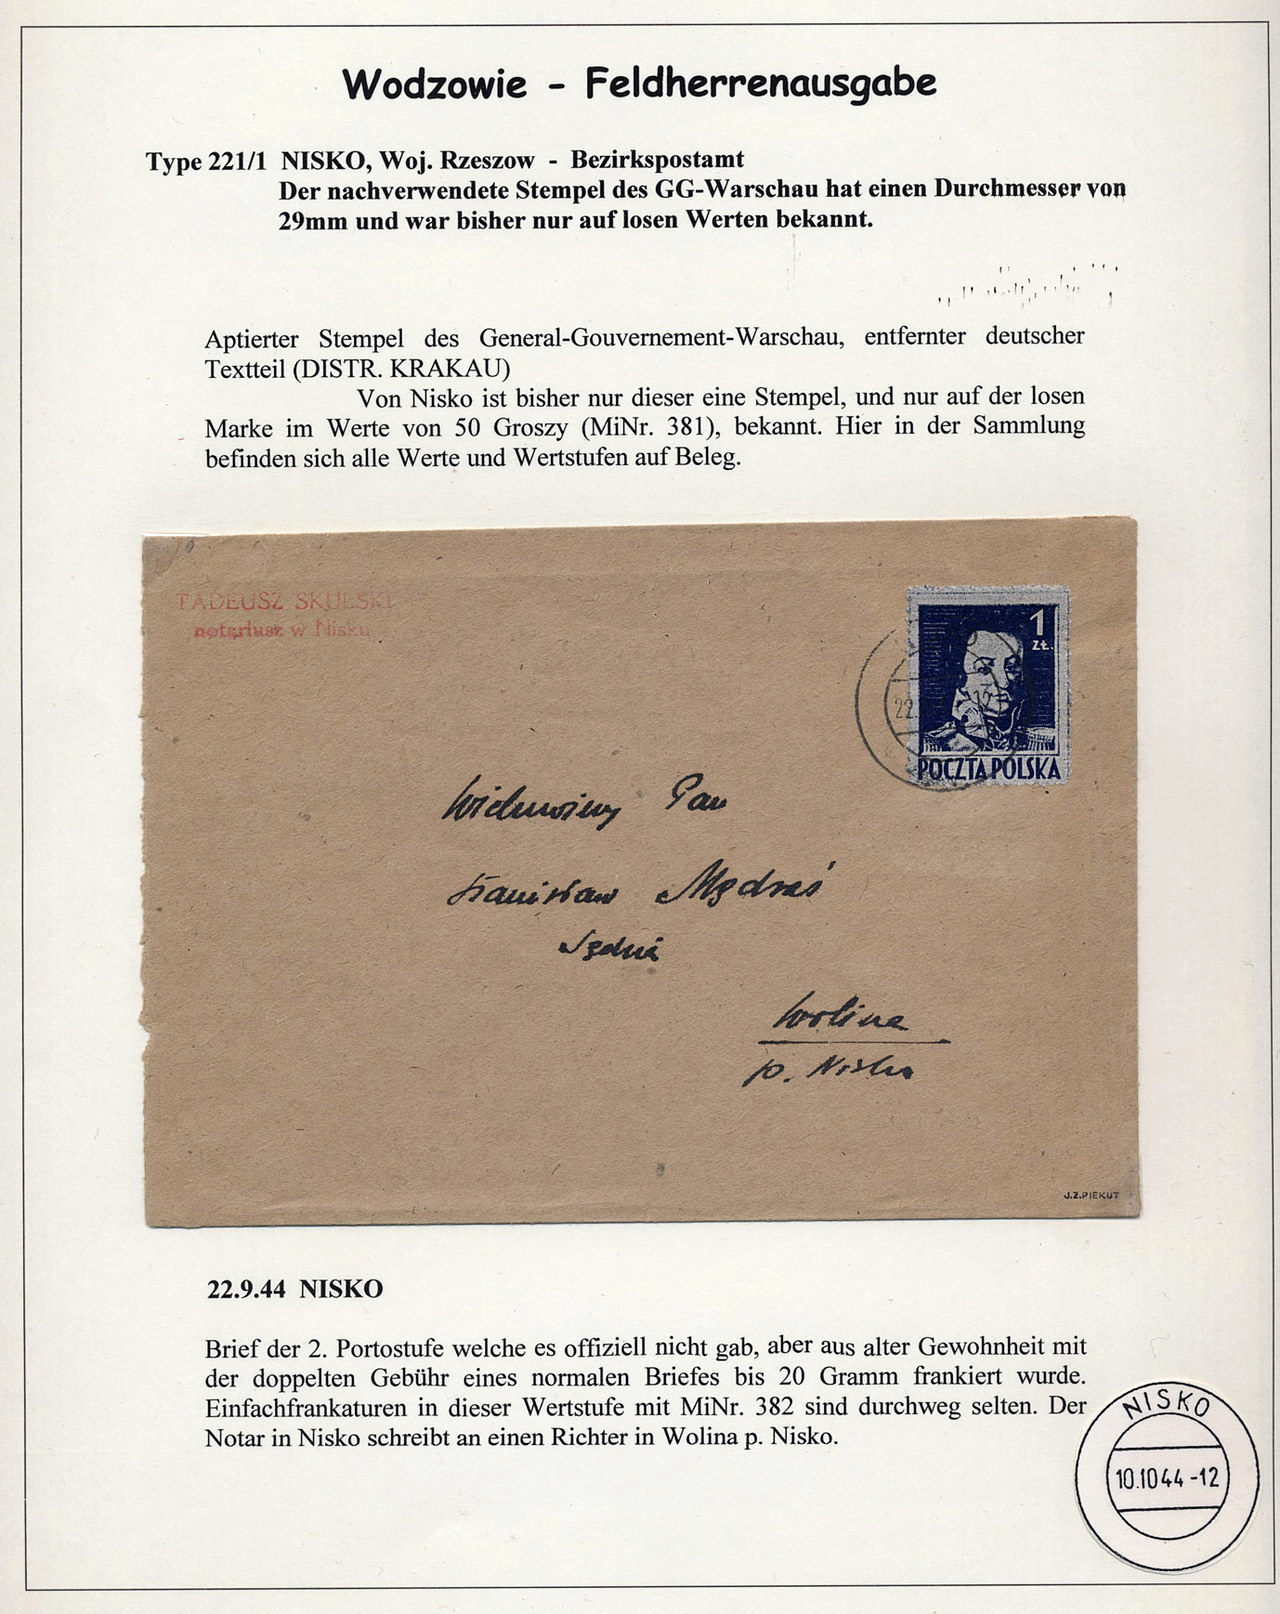 Wodzowie - Feldherrenausgabe
Type 221/1 NISKO, Woj. Rzeszow - Bezirkspostamt
Der nachverwendete Stempel des GG-Warschau hat einen Durchmesser von
29mm und war bisher nur auf losen Werten bekannt.
Aptierter Stempel des General-Gouvernement-Warschau, entfernter deutscher
Textteil (DISTR. KRAKAU)
Von Nisko ist bisher nur dieser eine Stempel, und nur auf der losen
Marke im Werte von 50 Groszy (MiNr. 381), bekannt. Hier in der Sammlung
befinden sich alle Werte und Wertstufen auf Beleg.
TADEUSZ SKULSKI
notariusz w Nisku
1
ZŁ.
22.
12
POCZTA POLSKA
Pan
Stanisław
Sędzia
Wolina
p. Nisko
J.Z.PIEKUT
22.9.44 NISKO
Brief der 2. Portostufe welche es offiziell nicht gab, aber aus alter Gewohnheit mit
der doppelten Gebühr eines normalen Briefes bis 20 Gramm frankiert wurde.
Einfachfrankaturen in dieser Wertstufe mit MiNr. 382 sind durchweg selten. Der
Notar in Nisko schreibt an einen Richter in Wolina p. Nisko.
NISKO
10.10 44 -12